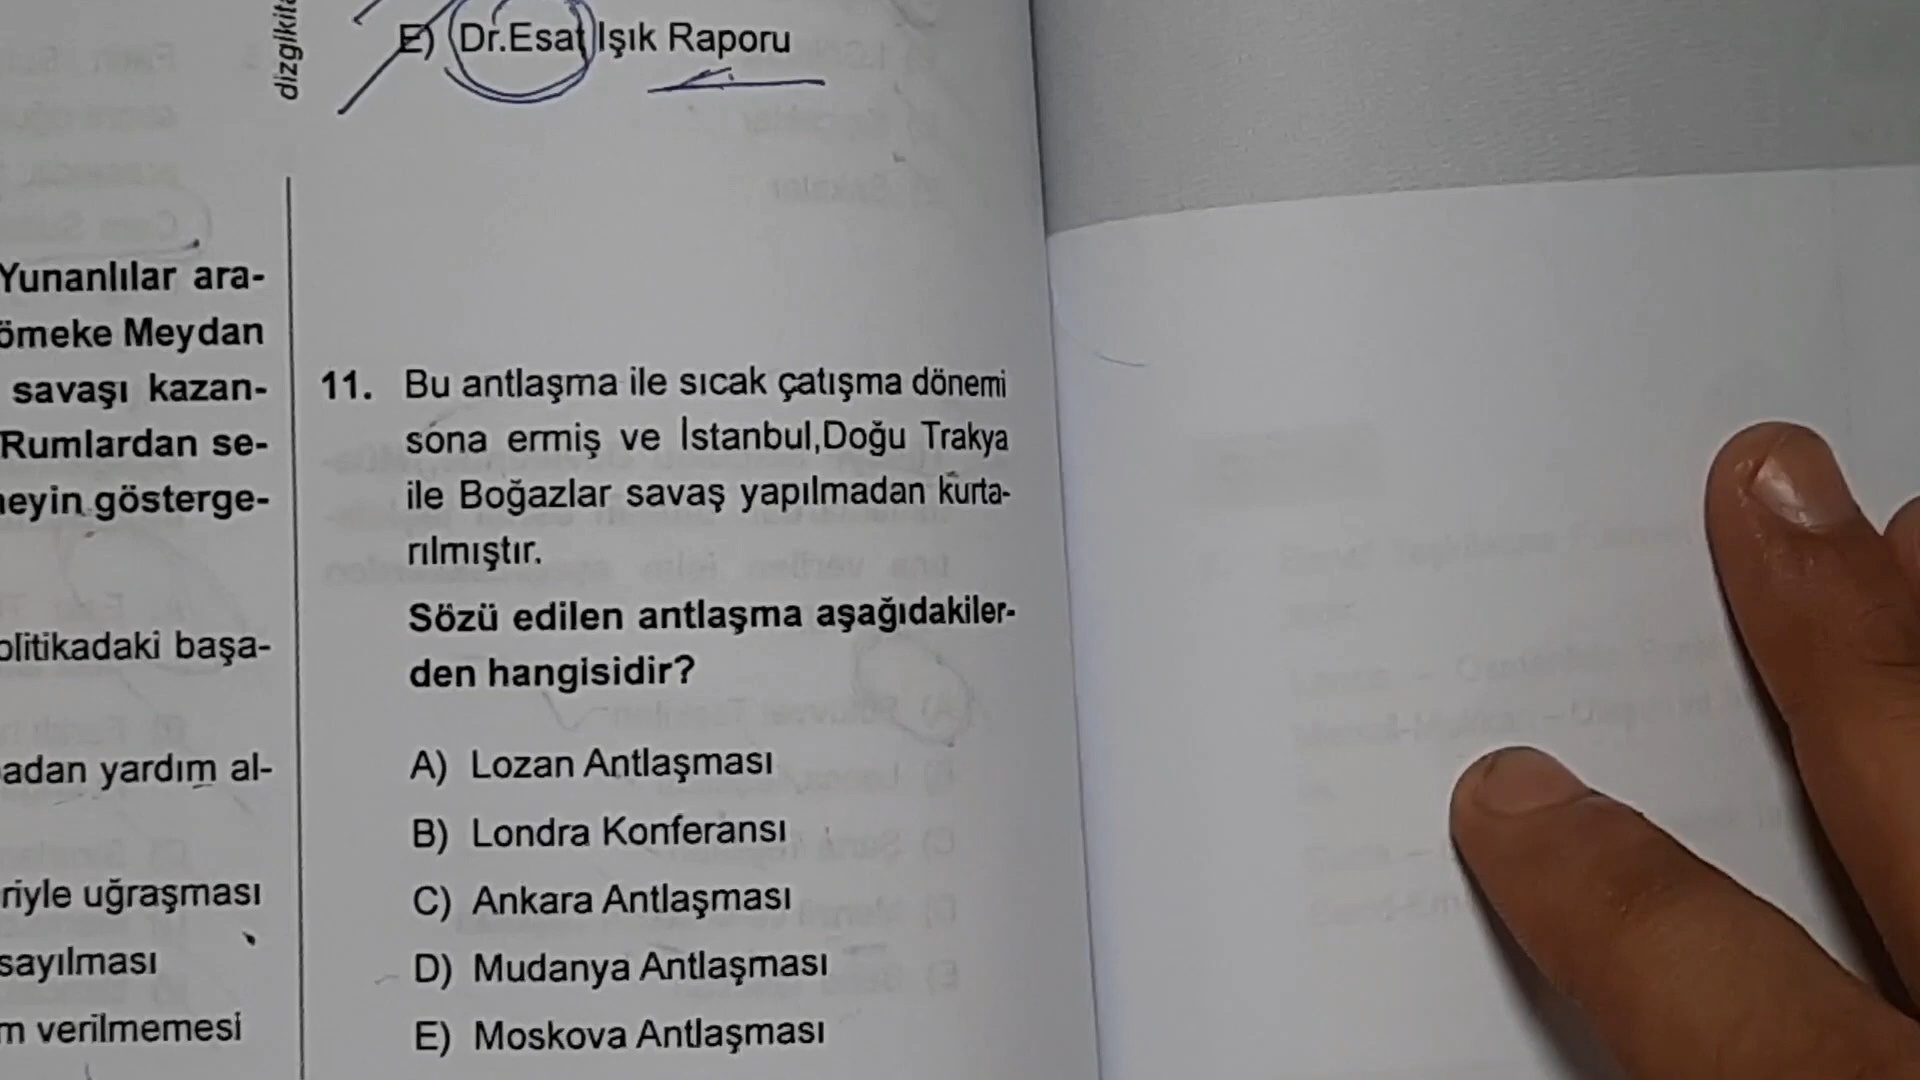 dizgikita
E) Dr.Esat Işık Raporu
Yunanlılar ara-
ömeke Meydan
savaşı kazan-
Rumlardan se-
neyin gösterge-
olitikadaki başa-
adan yardım al-
riyle uğraşması
sayılması
m verilmemesi
11. Bu antlaşma ile sıcak çatışma dönemi
sona ermiş ve İstanbul,Doğu Trakya
ile Boğazlar savaş yapılmadan kurta-
rılmıştır.
Sözü edilen antlaşma aşağıdakiler-
den hangisidir?
A) Lozan Antlaşması
B) Londra Konferansı
C) Ankara Antlaşması
D) Mudanya Antlaşması
E) Moskova Antlaşması